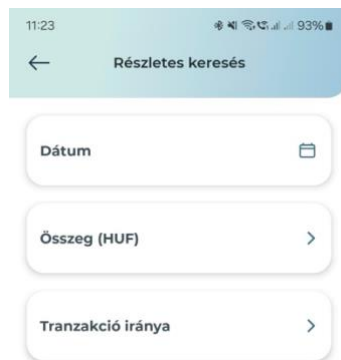 11:23 93%
Részletes keresés
Dátum
Összeg (HUF)
Tranzakció iránya